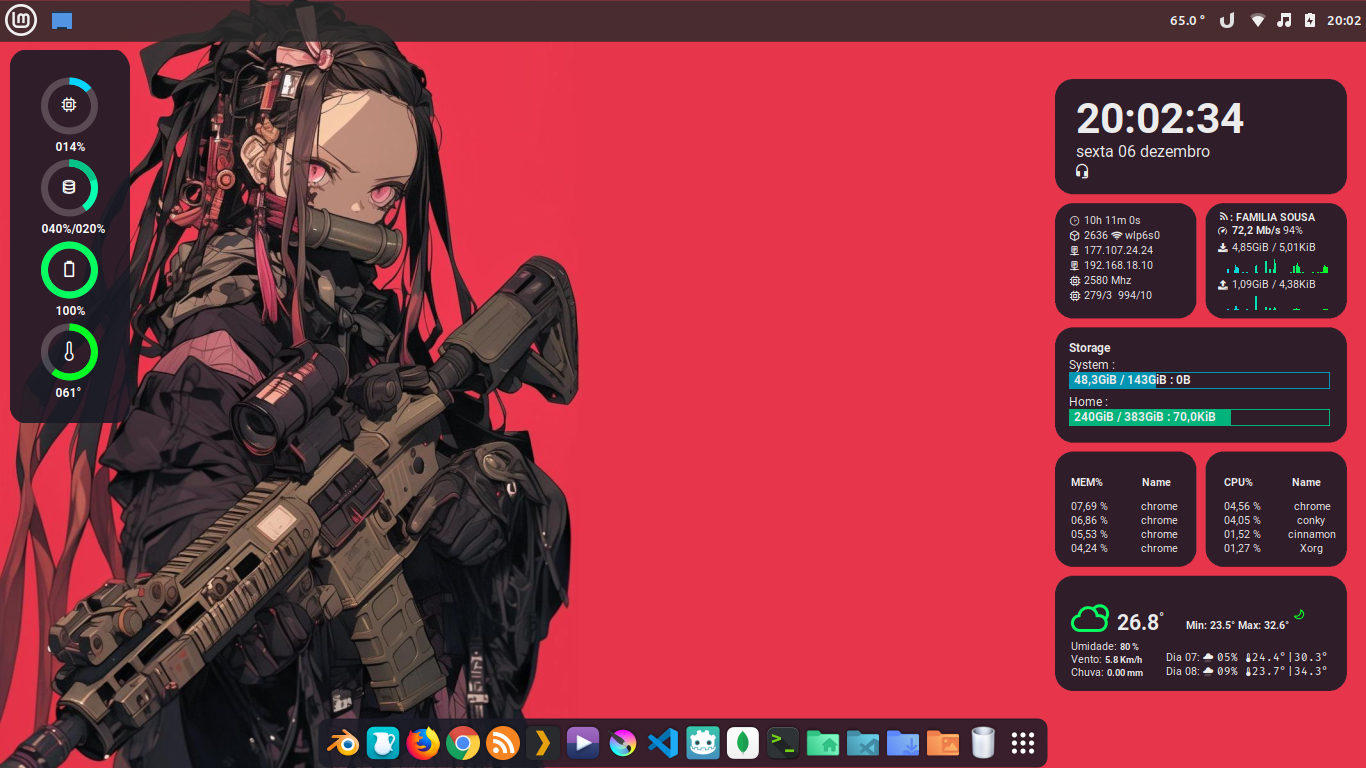 65.0 °
20:02
014%
040%/020%
100%
061°
20:02:34
sexta 06 dezembro
10h 11m 0s
2636 wlp6s0
177.107.24.24
192.168.18.10
2580 Mhz
279/3 994/10
: FAMILIA SOUSA
72,2 Mb/s 94%
4,85GiB / 5,01KiB
1,09GiB / 4,38KiB
Storage
System :
48,3GiB / 143GiB : 0B
Home :
240GiB / 383GiB : 70,0KiB
MEM% Name
07,69 % chrome
06,86 % chrome
05,53 % chrome
04,24 % chrome
CPU% Name
04,56 % chrome
04,05 % conky
01,52 % cinnamon
01,27 % Xorg
26.8°
Min: 23.5° Max: 32.6°
Umidade: 80 %
Vento: 5.8 Km/h
Chuva: 0.00 mm
Dia 07: 05% 24.4°|30.3°
Dia 08: 09% 23.7°|34.3°